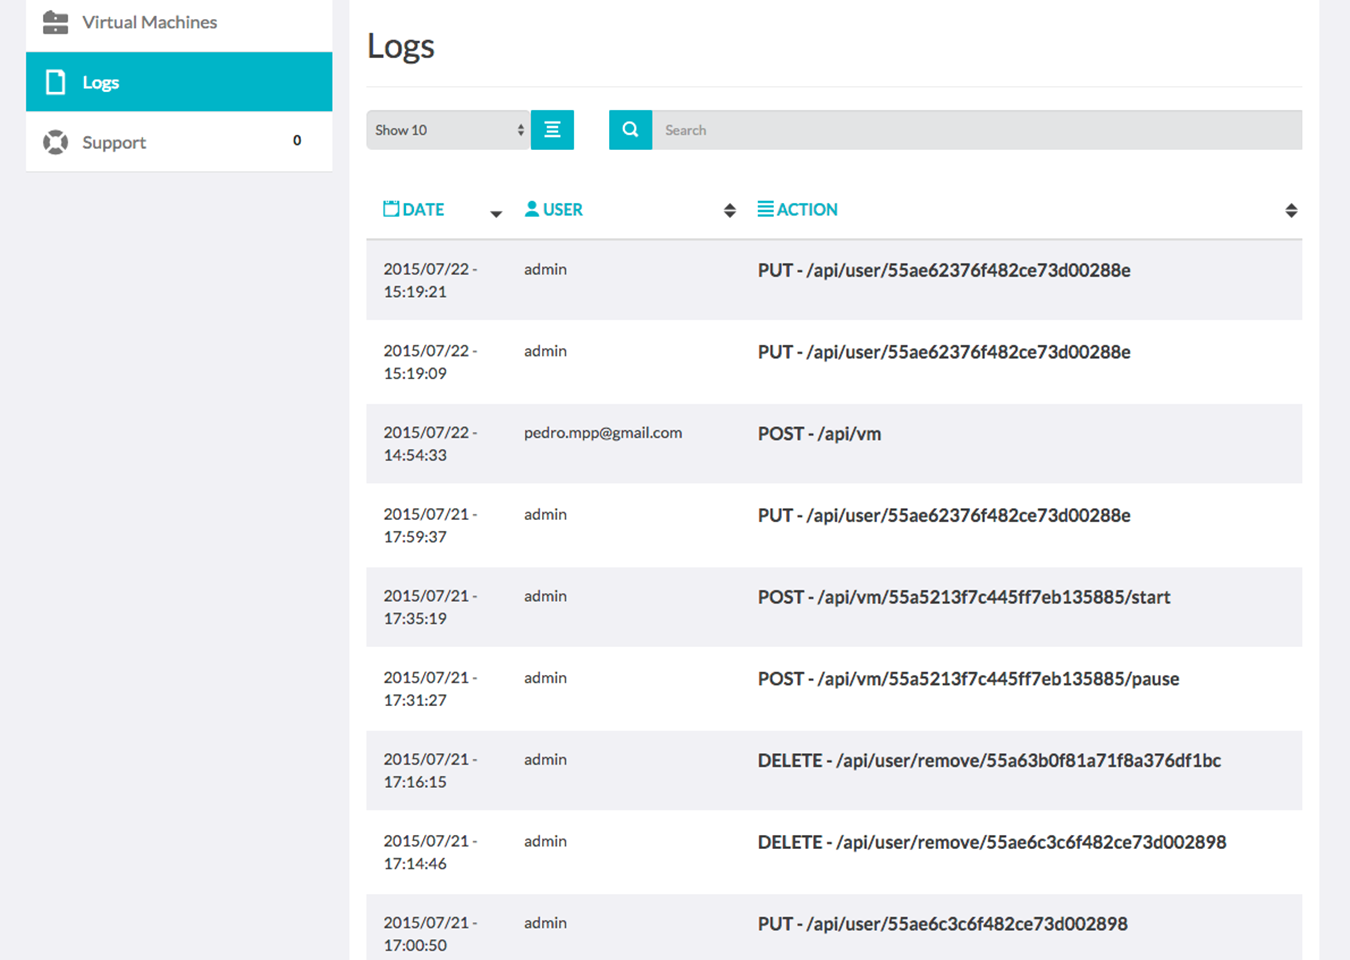 Virtual Machines
Logs
Support 0
Logs
Show 10
Search
DATE USER ACTION
2015/07/22 - admin PUT - /api/user/55ae62376f482ce73d00288e
15:19:21
2015/07/22 - admin PUT - /api/user/55ae62376f482ce73d00288e
15:19:09
2015/07/22 - pedro.mpp@gmail.com POST - /api/vm
14:54:33
2015/07/21 - admin PUT - /api/user/55ae62376f482ce73d00288e
17:59:37
2015/07/21 - admin POST - /api/vm/55a5213f7c445ff7eb135885/start
17:35:19
2015/07/21 - admin POST - /api/vm/55a5213f7c445ff7eb135885/pause
17:31:27
2015/07/21 - admin DELETE - /api/user/remove/55a63b0f81a71f8a376df1bc
17:16:15
2015/07/21 - admin DELETE - /api/user/remove/55ae6c3c6f482ce73d002898
17:14:46
2015/07/21 - admin PUT - /api/user/55ae6c3c6f482ce73d002898
17:00:50